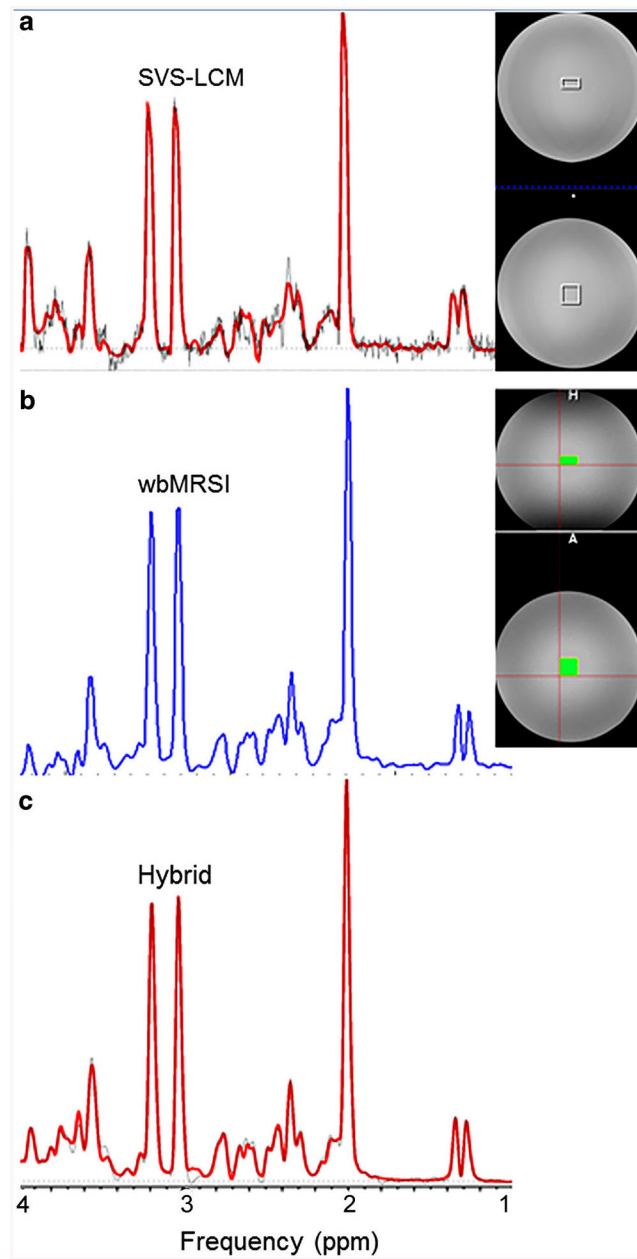 a
SVS-LCM
b
wbMRSI
H
A
c
Hybrid
4 3 2 1
Frequency (ppm)